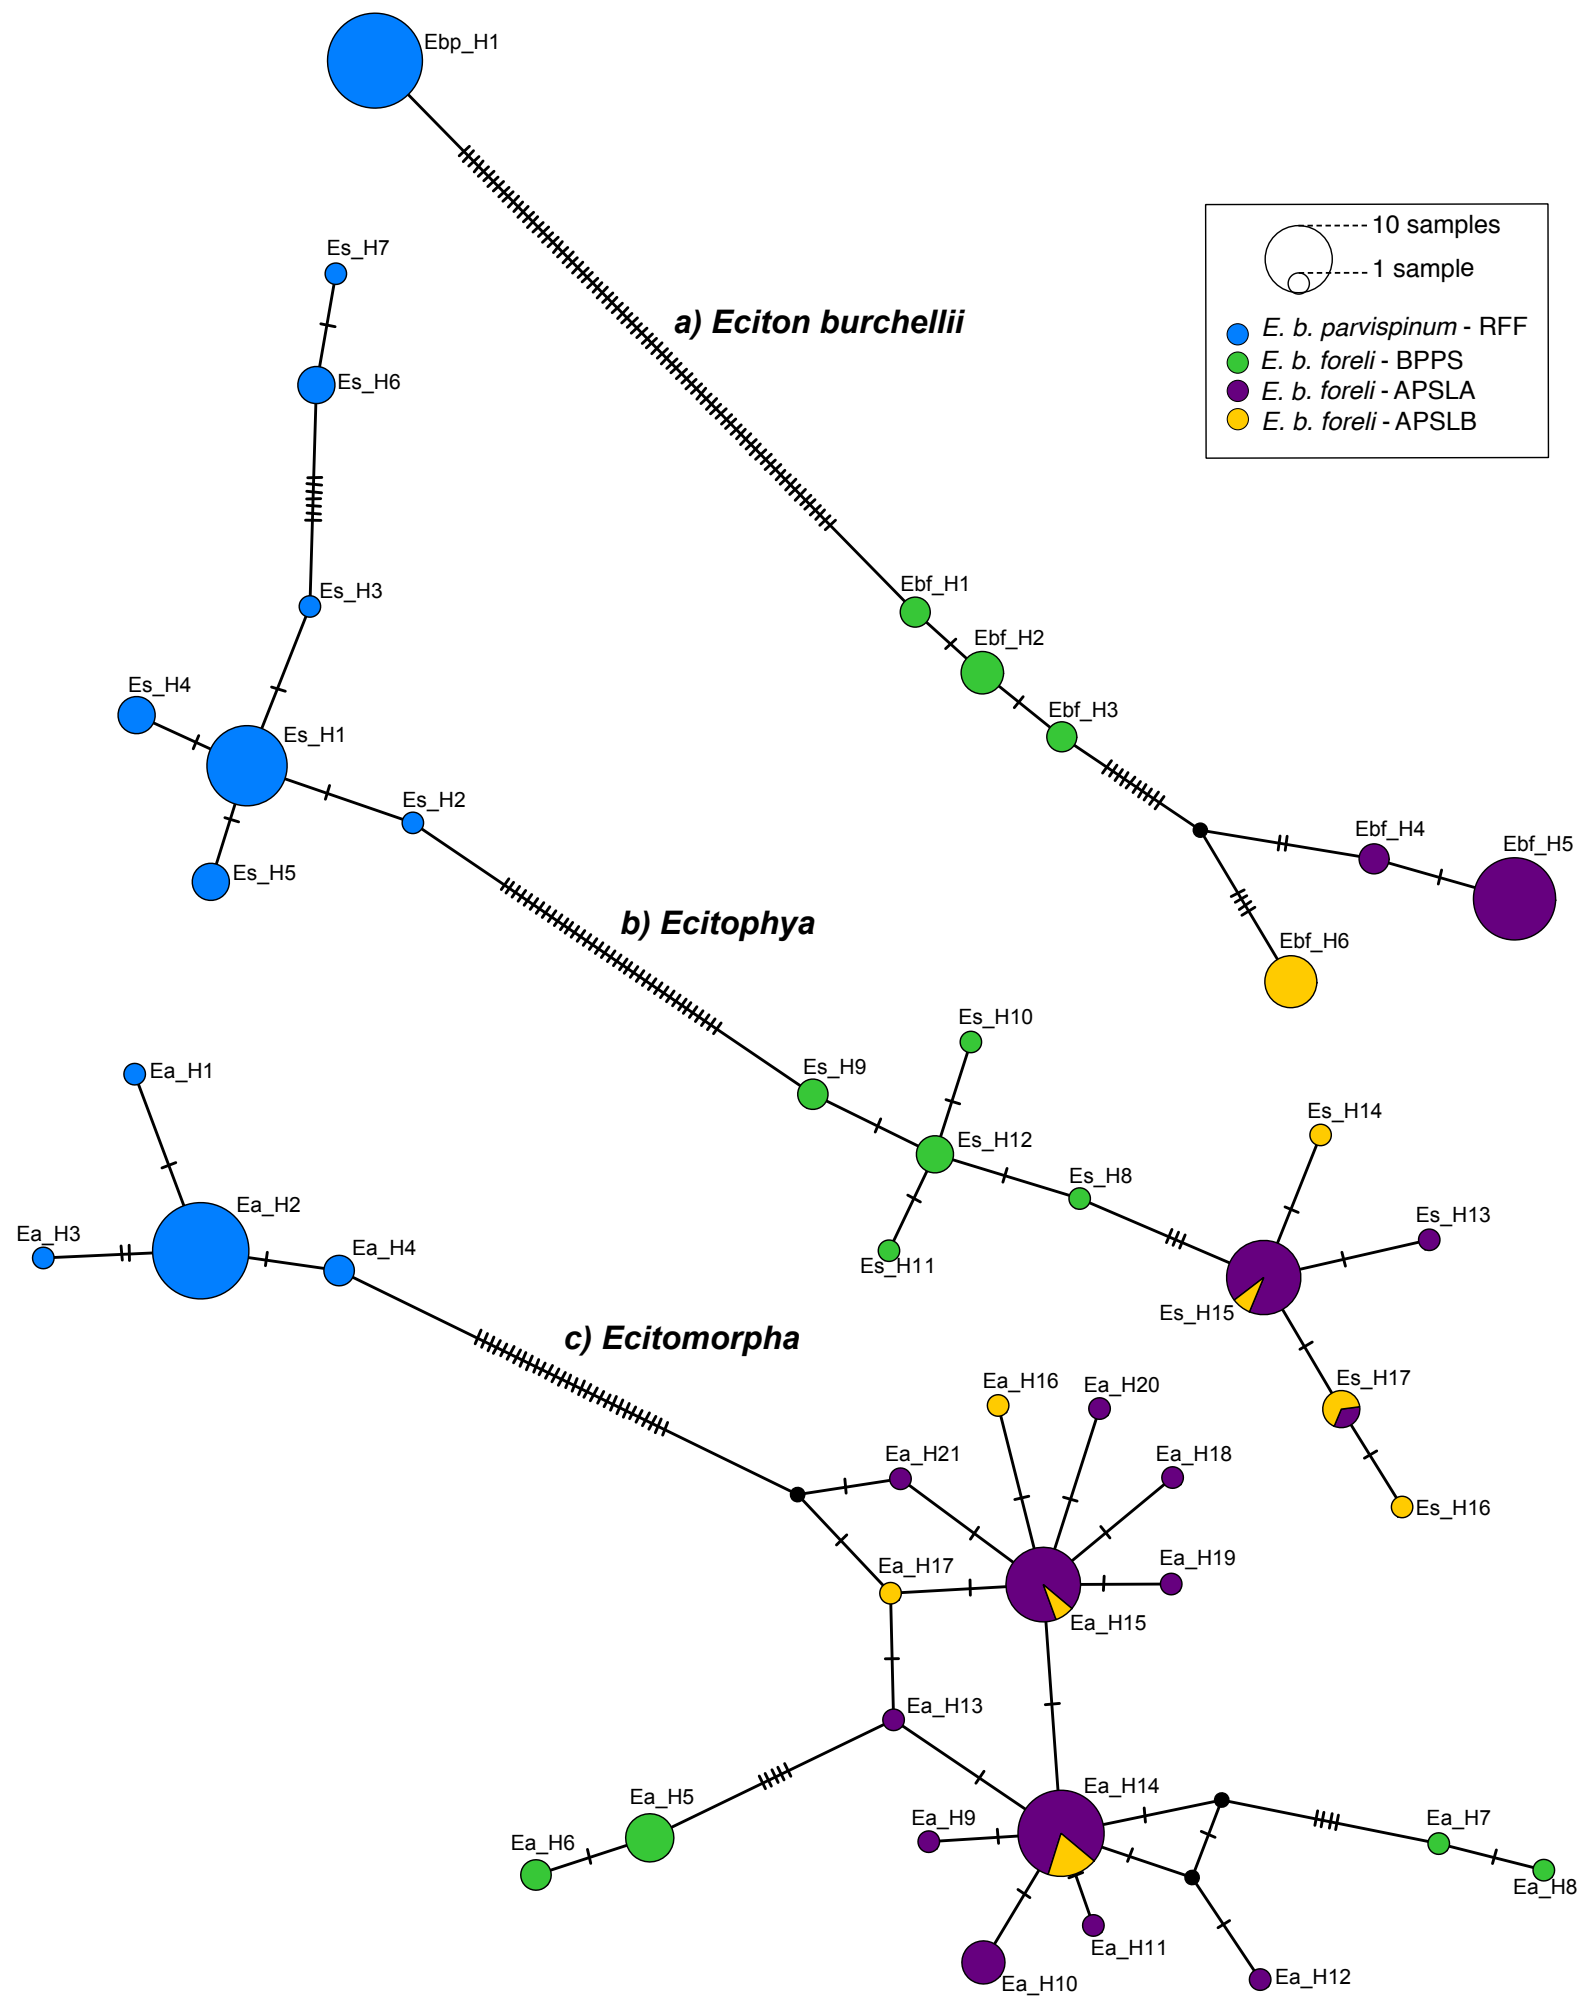 Ebp_H1
10 samples
1 sample
E. b. parvispinum - RFF
E. b. foreli - BPPS
E. b. foreli - APSLA
E. b. foreli - APSLB
a) Eciton burchellii
Es_H7
Es_H6
Es_H3
Es_H4
Es_H1
Es_H2
Es_H5
Ebf_H1
Ebf_H2
Ebf_H3
Ebf_H4
Ebf_H5
Ebf_H6
b) Ecitophya
Es_H10
Es_H9
Es_H12
Es_H8
Es_H11
Es_H14
Es_H13
Es_H15
Es_H17
Es_H16
Ea_H1
Ea_H2
Ea_H3
Ea_H4
c) Ecitomorpha
Ea_H16
Ea_H20
Ea_H21
Ea_H18
Ea_H17
Ea_H19
Ea_H15
Ea_H13
Ea_H5
Ea_H6
Ea_H14
Ea_H9
Ea_H7
Ea_H8
Ea_H11
Ea_H10
Ea_H12